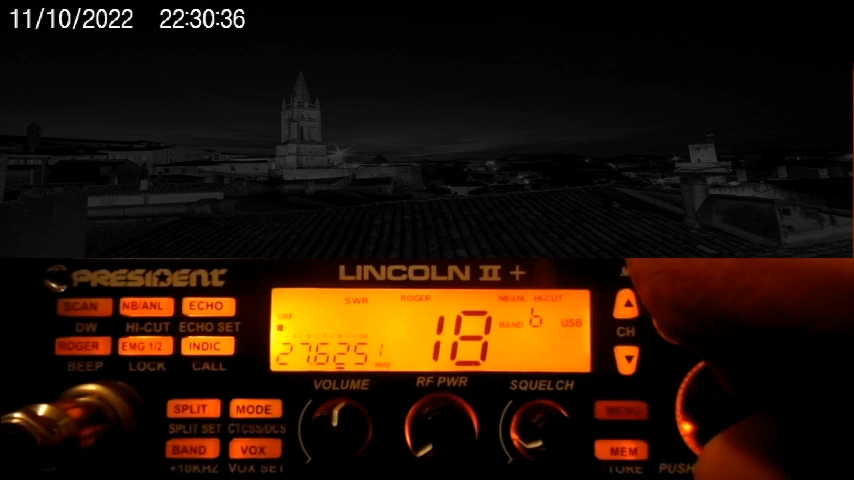 11/10/2022 22:30:36
PRESIDENT
LINCOLN II +
SCAN NB/ANL ECHO
DW HI-CUT ECHO SET
ROGER EMG 1/2 INDIC
BEEP LOCK CALL
SWR ROGER NB/ANL HI-CUT
18 BAND b USB
27.6251
CH
VOLUME RF PWR SQUELCH
SPLIT MODE
SPLIT SET CTCSS/DCS
BAND VOX
+10KHZ VOX SET
MENU
MEM
PUSH